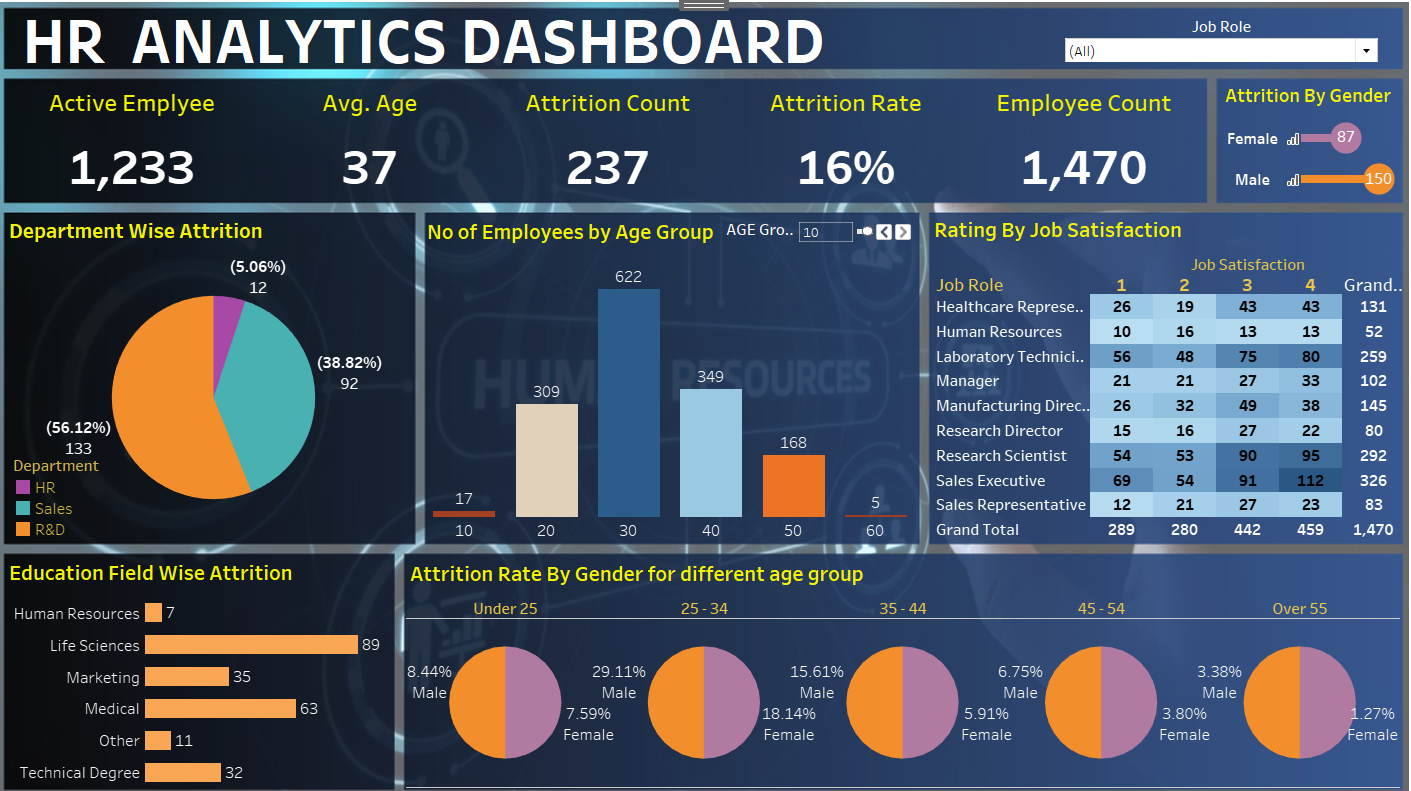 HR ANALYTICS DASHBOARD
Job Role
(All)
Active Emplyee
Avg. Age
Attrition Count
Attrition Rate
Employee Count
1,233
37
237
16%
1,470
Attrition By Gender
Female 87
Male 150
Department Wise Attrition
(5.06%)
12
(38.82%)
92
(56.12%)
133
Department
HR
Sales
R&D
No of Employees by Age Group
AGE Gro.. 10
17
309
622
349
168
5
10 20 30 40 50 60
HUMAN RESOURCES
Rating By Job Satisfaction
Job Satisfaction
Job Role 1 2 3 4 Grand..
Healthcare Represe.. 26 19 43 43 131
Human Resources 10 16 13 13 52
Laboratory Technici.. 56 48 75 80 259
Manager 21 21 27 33 102
Manufacturing Direc.. 26 32 49 38 145
Research Director 15 16 27 22 80
Research Scientist 54 53 90 95 292
Sales Executive 69 54 91 112 326
Sales Representative 12 21 27 23 83
Grand Total 289 280 442 459 1,470
Education Field Wise Attrition
Human Resources 7
Life Sciences 89
Marketing 35
Medical 63
Other 11
Technical Degree 32
Attrition Rate By Gender for different age group
Under 25
25 - 34
35 - 44
45 - 54
Over 55
8.44%
Male
7.59%
Female
29.11%
Male
18.14%
Female
15.61%
Male
5.91%
Female
6.75%
Male
3.80%
Female
3.38%
Male
1.27%
Female